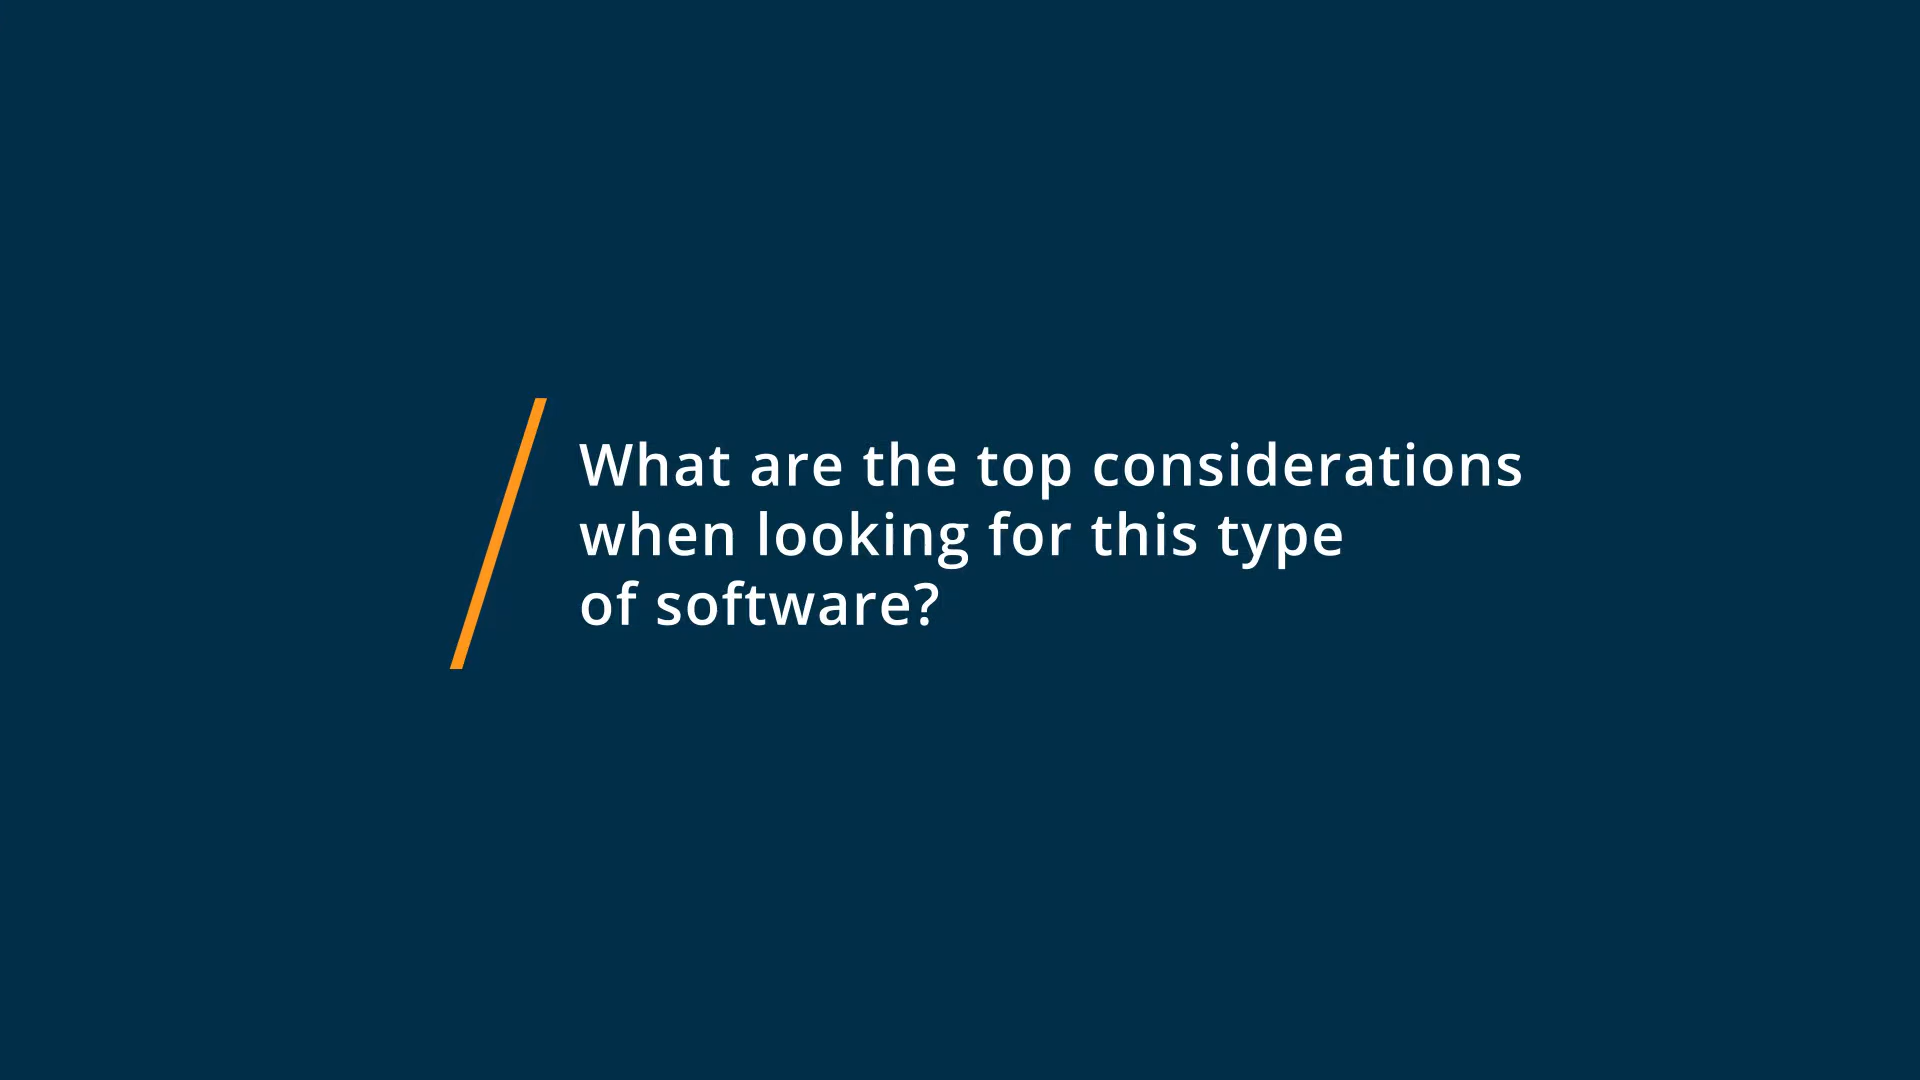 What are the top considerations
when looking for this type
of software?